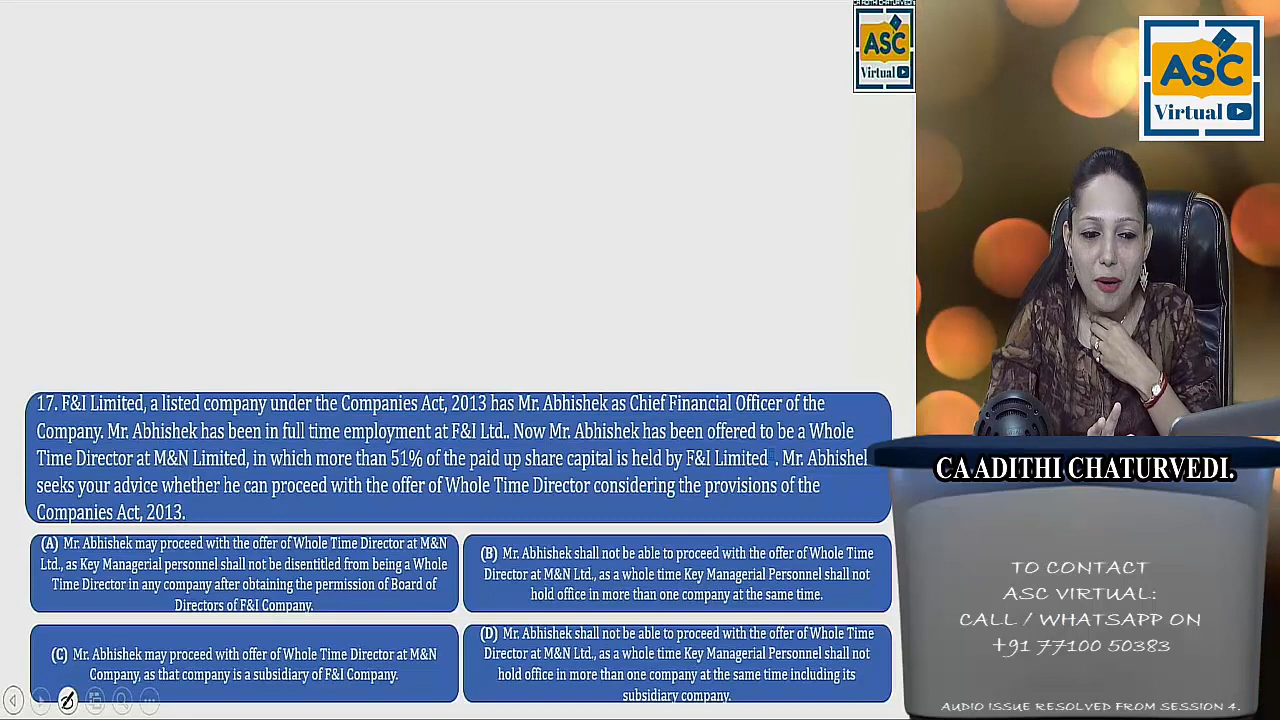 CA ADITHI CHATURVEDI
ASC
Virtual
ASC
Virtual
17. F&I Limited, a listed company under the Companies Act, 2013 has Mr. Abhishek as Chief Financial Officer of the
Company. Mr. Abhishek has been in full time employment at F&I Ltd.. Now Mr. Abhishek has been offered to be a Whole
Time Director at M&N Limited, in which more than 51% of the paid up share capital is held by F&I Limited . Mr. Abhishel
seeks your advice whether he can proceed with the offer of Whole Time Director considering the provisions of the
Companies Act, 2013.
(A) Mr. Abhishek may proceed with the offer of Whole Time Director at M&N
Ltd., as Key Managerial personnel shall not be disentitled from being a Whole
Time Director in any company after obtaining the permission of Board of
Directors of F&I Company.
(B) Mr. Abhishek shall not be able to proceed with the offer of Whole Time
Director at M&N Ltd., as a whole time Key Managerial Personnel shall not
hold office in more than one company at the same time.
(C) Mr. Abhishek may proceed with offer of Whole Time Director at M&N
Company, as that company is a subsidiary of F&I Company.
(D) Mr. Abhishek shall not be able to proceed with the offer of Whole Time
Director at M&N Ltd., as a whole time Key Managerial Personnel shall not
hold office in more than one company at the same time including its
subsidiary company.
CA ADITHI CHATURVEDI.
TO CONTACT
ASC VIRTUAL:
CALL / WHATSAPP ON
+91 77100 50383
AUDIO ISSUE RESOLVED FROM SESSION 4.